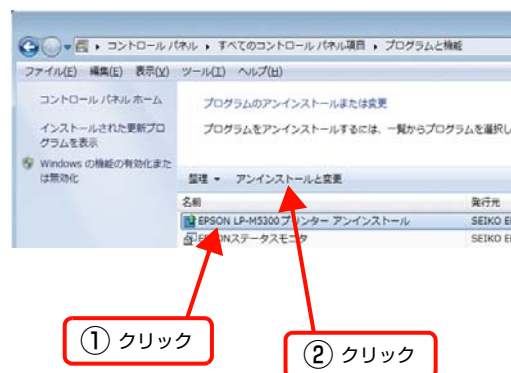 コントロール パネル ▸ すべてのコントロール パネル項目 ▸ プログラムと機能
ファイル(E) 編集(E) 表示(V) ツール(T) ヘルプ(H)
コントロール パネル ホーム
インストールされた更新プロ
グラムを表示
Windows の機能の有効化また
は無効化
プログラムのアンインストールまたは変更
プログラムをアンインストールするには、一覧からプログラムを選択し
整理 ▼ アンインストールと変更
名前 発行元
EPSON LP-M5300 プリンター アンインストール SEIKO E
EPSONステータスモニタ SEIKO E
① クリック
② クリック